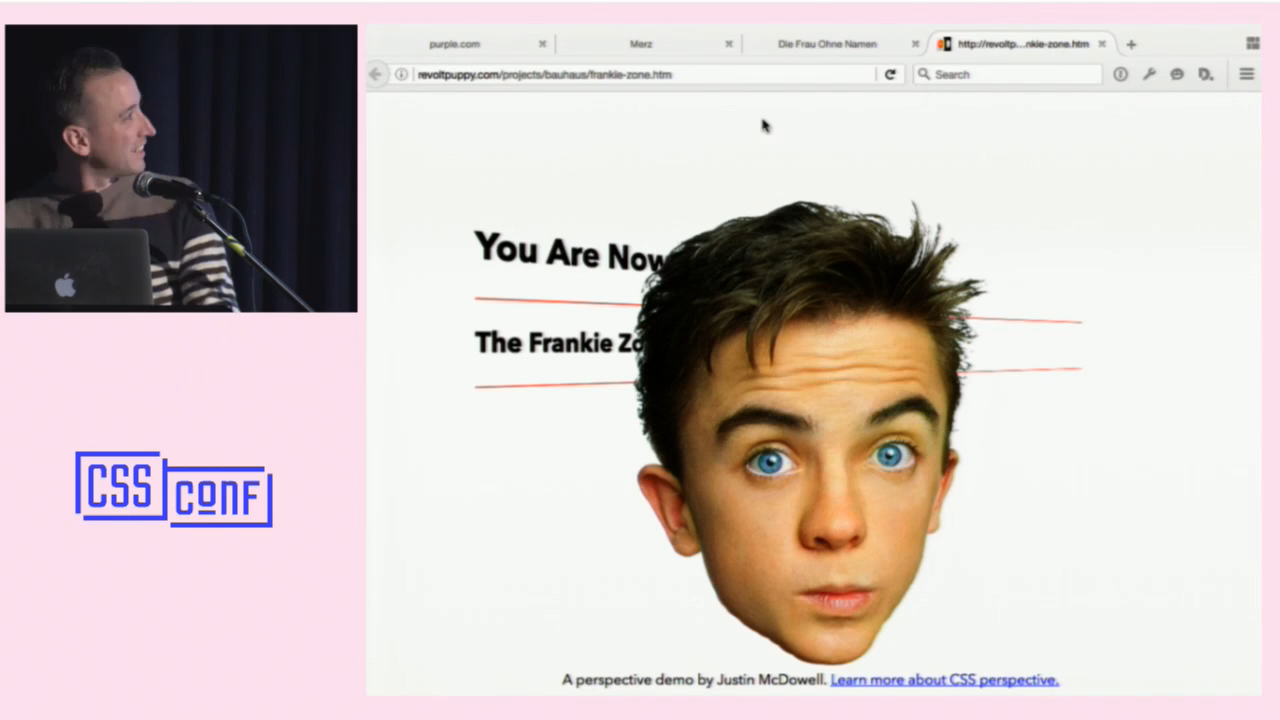 purple.com
Merz
Die Frau Ohne Namen
http://revoltp...nkie-zone.htm
revoltpuppy.com/projects/bauhaus/frankie-zone.htm
Search
You Are Now
The Frankie Zo
A perspective demo by Justin McDowell. Learn more about CSS perspective.
CSS
CONF